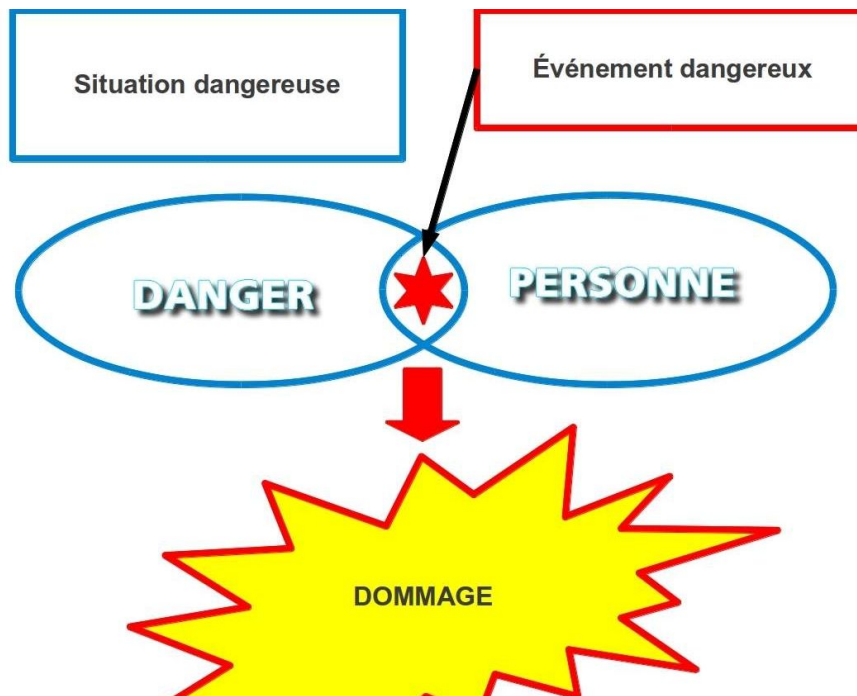 Situation dangereuse
Événement dangereux
DANGER
PERSONNE
DOMMAGE